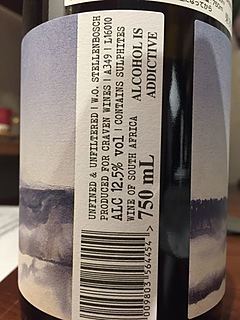 UNFINED & UNFILTERED | W.O. STELLENBOSCH
PRODUCED FOR CRAVEN WINES | A349 | L16010
ALC 12,5% vol | CONTAINS SULPHITES
WINE OF SOUTH AFRICA
750 mL
ALCOHOL IS
ADDICTIVE